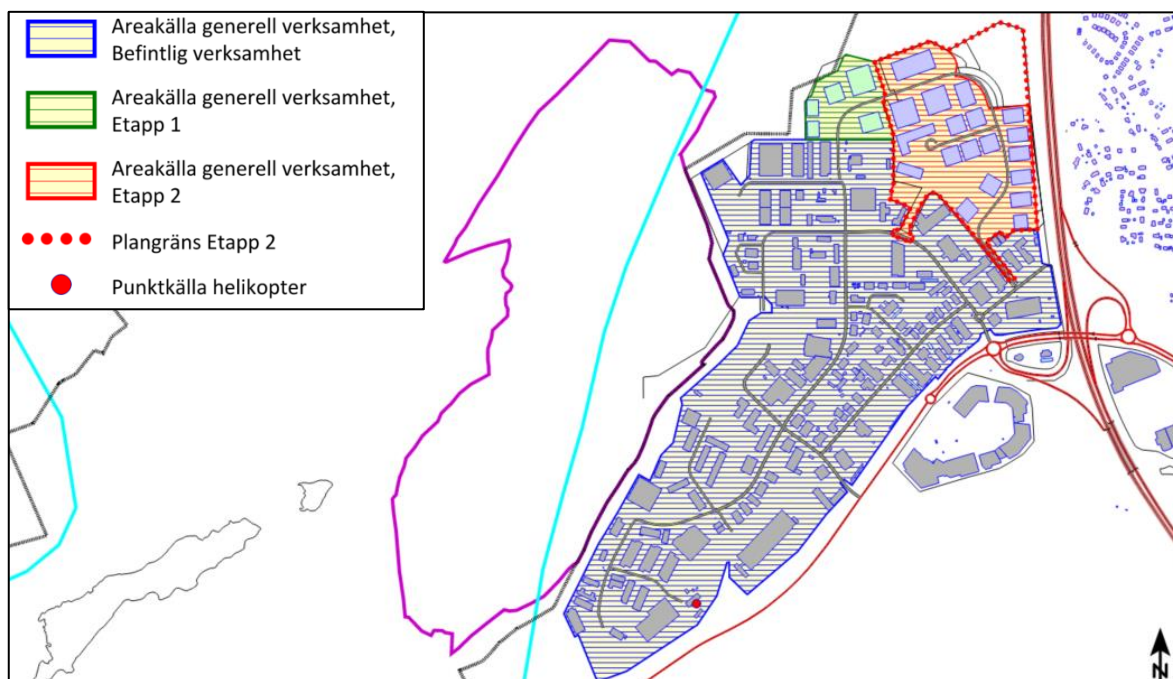 Areakälla generell verksamhet,
Befintlig verksamhet
Areakälla generell verksamhet,
Etapp 1
Areakälla generell verksamhet,
Etapp 2
Plangräns Etapp 2
Punktkälla helikopter
N